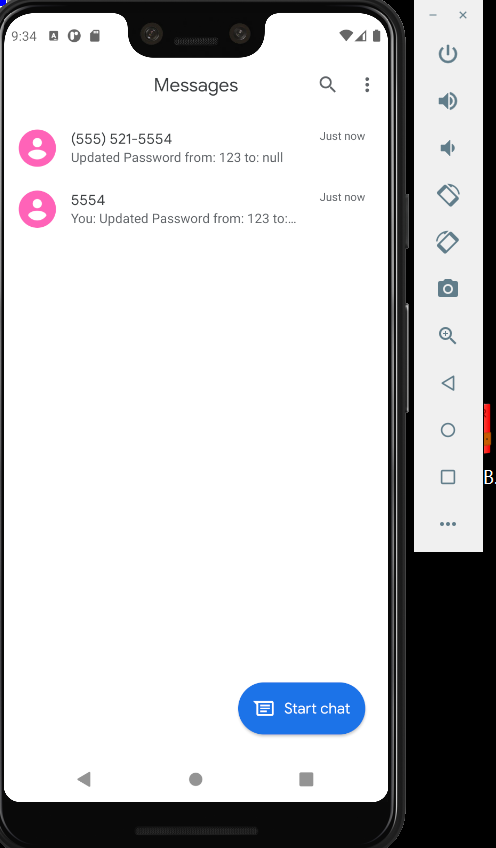 9:34
Messages
(555) 521-5554
Just now
Updated Password from: 123 to: null
5554
Just now
You: Updated Password from: 123 to:...
Start chat
B.